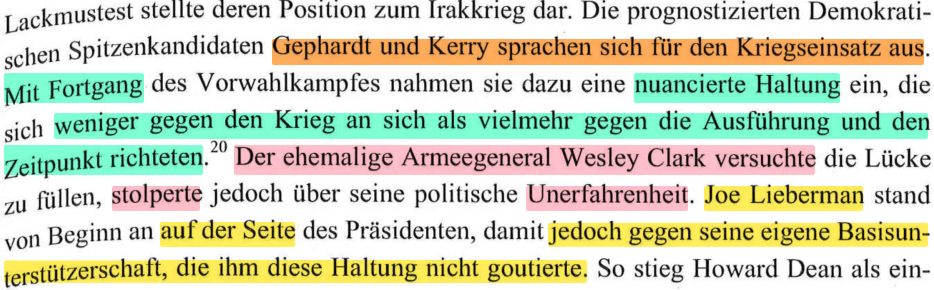 Lackmustest stellte deren Position zum Irakkrieg dar. Die prognostizierten Demokrati-
schen Spitzenkandidaten Gephardt und Kerry sprachen sich für den Kriegseinsatz aus.
Mit Fortgang des Vorwahlkampfes nahmen sie dazu eine nuancierte Haltung ein, die
sich weniger gegen den Krieg an sich als vielmehr gegen die Ausführung und den
Zeitpunkt richteten.²⁰ Der ehemalige Armeegeneral Wesley Clark versuchte die Lücke
zu füllen, stolperte jedoch über seine politische Unerfahrenheit. Joe Lieberman stand
von Beginn an auf der Seite des Präsidenten, damit jedoch gegen seine eigene Basisun-
terstützerschaft, die ihm diese Haltung nicht goutierte. So stieg Howard Dean als ein-